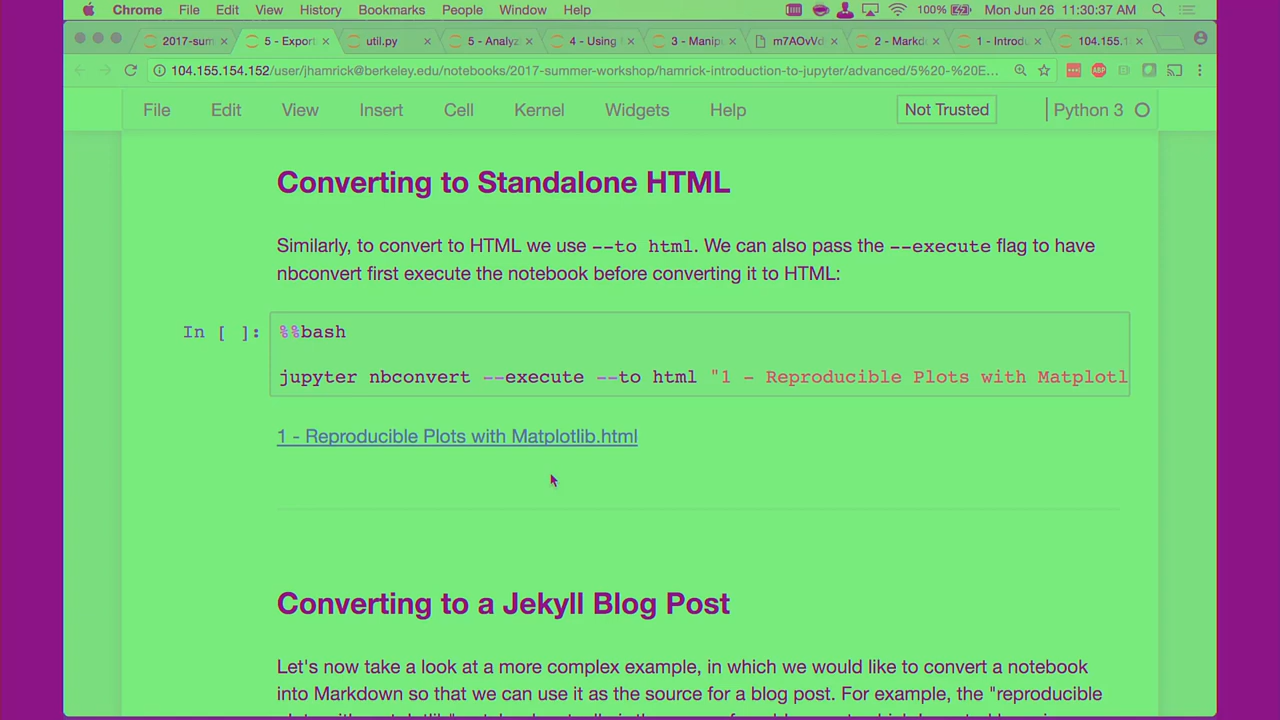 Chrome File Edit View History Bookmarks People Window Help 100% Mon Jun 26 11:30:37 AM
2017-sum 5 - Export util.py 5 - Analyz 4 - Using 3 - Manip m7AOvVd 2 - Markd 1 - Introdu 104.155.1
104.155.154.152/user/jhamrick@berkeley.edu/notebooks/2017-summer-workshop/hamrick-introduction-to-jupyter/advanced/5%20-%20E...
File Edit View Insert Cell Kernel Widgets Help Not Trusted Python 3
Converting to Standalone HTML
Similarly, to convert to HTML we use --to html. We can also pass the --execute flag to have
nbconvert first execute the notebook before converting it to HTML:
In [ ]: %%bash
jupyter nbconvert --execute --to html "1 - Reproducible Plots with Matplotl
1 - Reproducible Plots with Matplotlib.html
Converting to a Jekyll Blog Post
Let's now take a look at a more complex example, in which we would like to convert a notebook
into Markdown so that we can use it as the source for a blog post. For example, the "reproducible